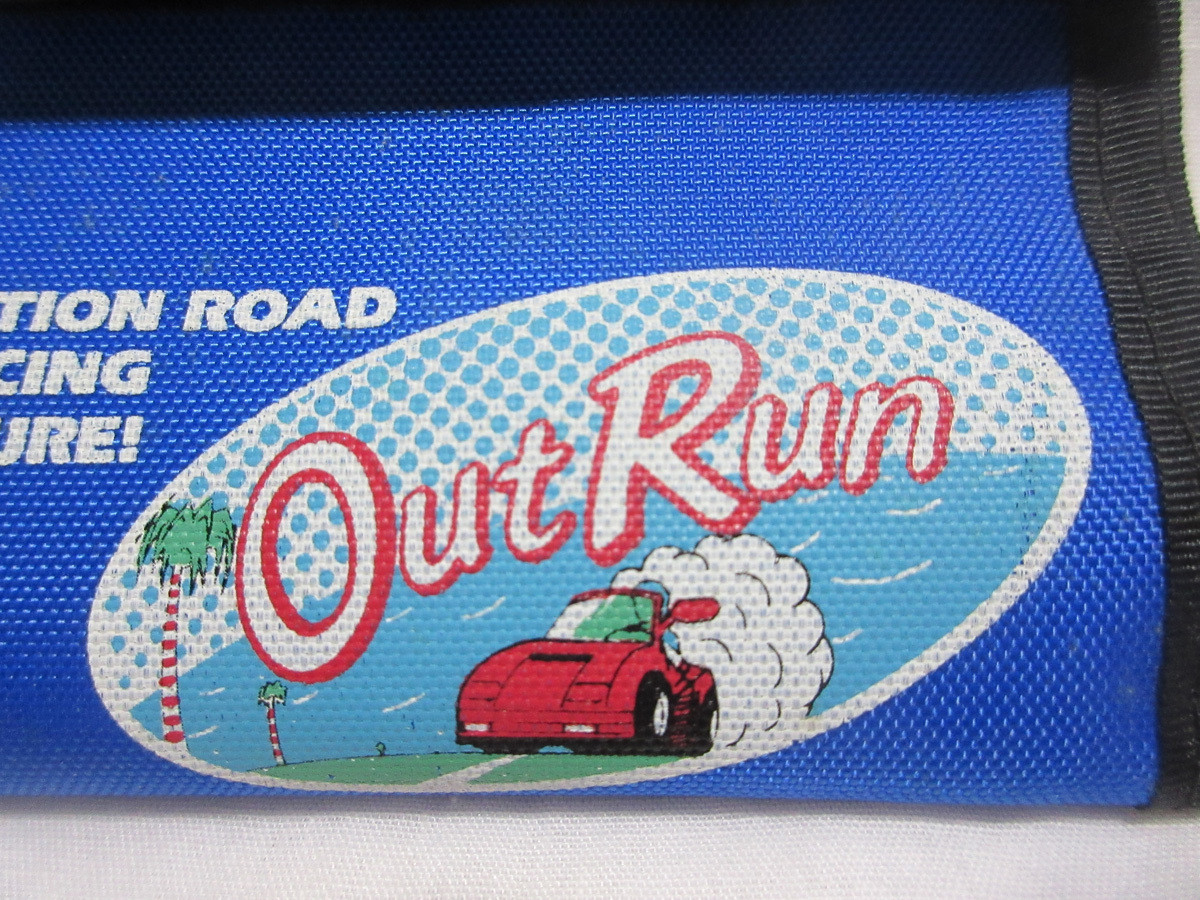 TION ROAD
CING
URE!
OutRun